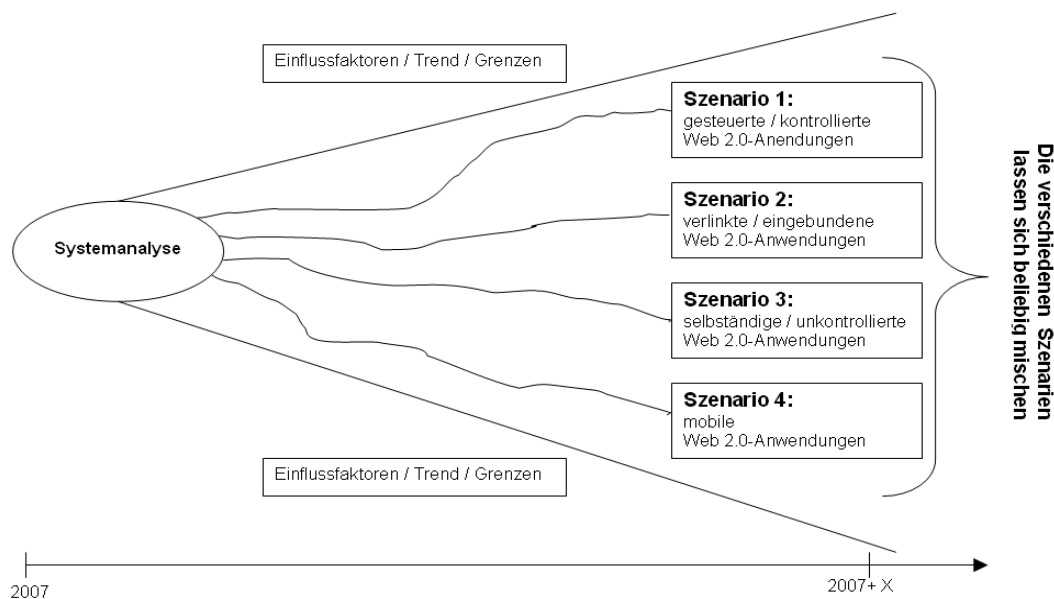 Einflussfaktoren / Trend / Grenzen
Szenario 1:
gesteuerte / kontrollierte
Web 2.0-Anendungen
Szenario 2:
verlinkte / eingebundene
Web 2.0-Anwendungen
Systemanalyse
Szenario 3:
selbständige / unkontrollierte
Web 2.0-Anwendungen
Szenario 4:
mobile
Web 2.0-Anwendungen
Einflussfaktoren / Trend / Grenzen
Die verschiedenen Szenarien
lassen sich beliebig mischen
2007
2007+ X